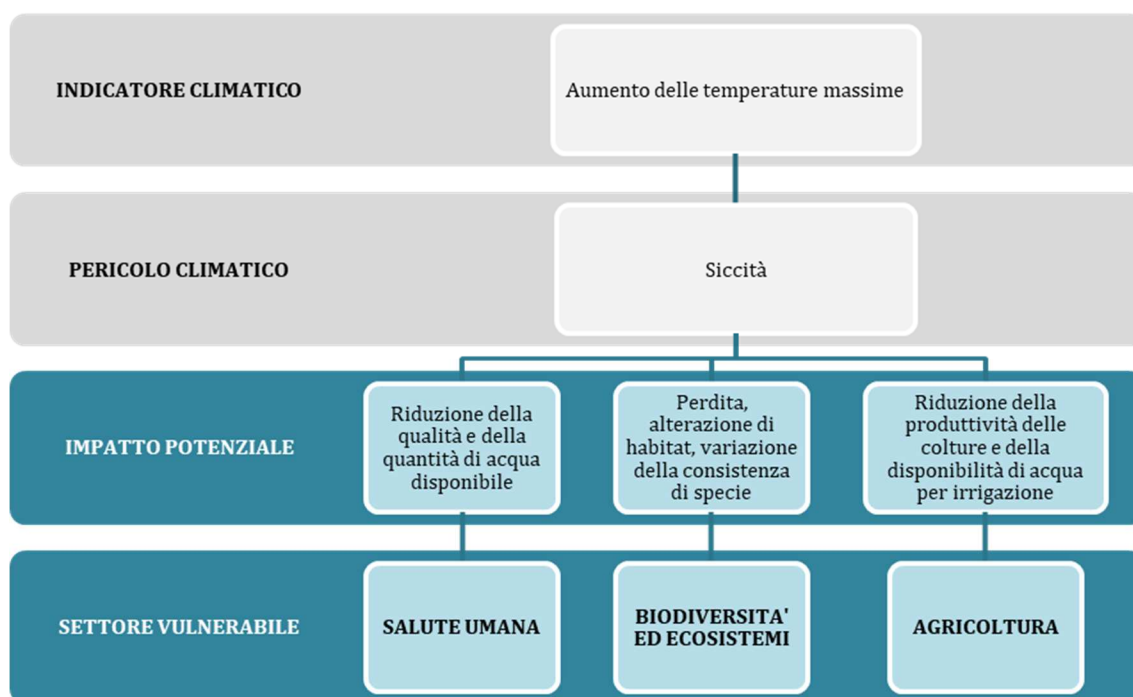 INDICATORE CLIMATICO
Aumento delle temperature massime
PERICOLO CLIMATICO
Siccità
IMPATTO POTENZIALE
Riduzione della
qualità e della
quantità di acqua
disponibile
Perdita,
alterazione di
habitat, variazione
della consistenza
di specie
Riduzione della
produttività delle
colture e della
disponibilità di acqua
per irrigazione
SETTORE VULNERABILE
SALUTE UMANA
BIODIVERSITA'
ED ECOSISTEMI
AGRICOLTURA